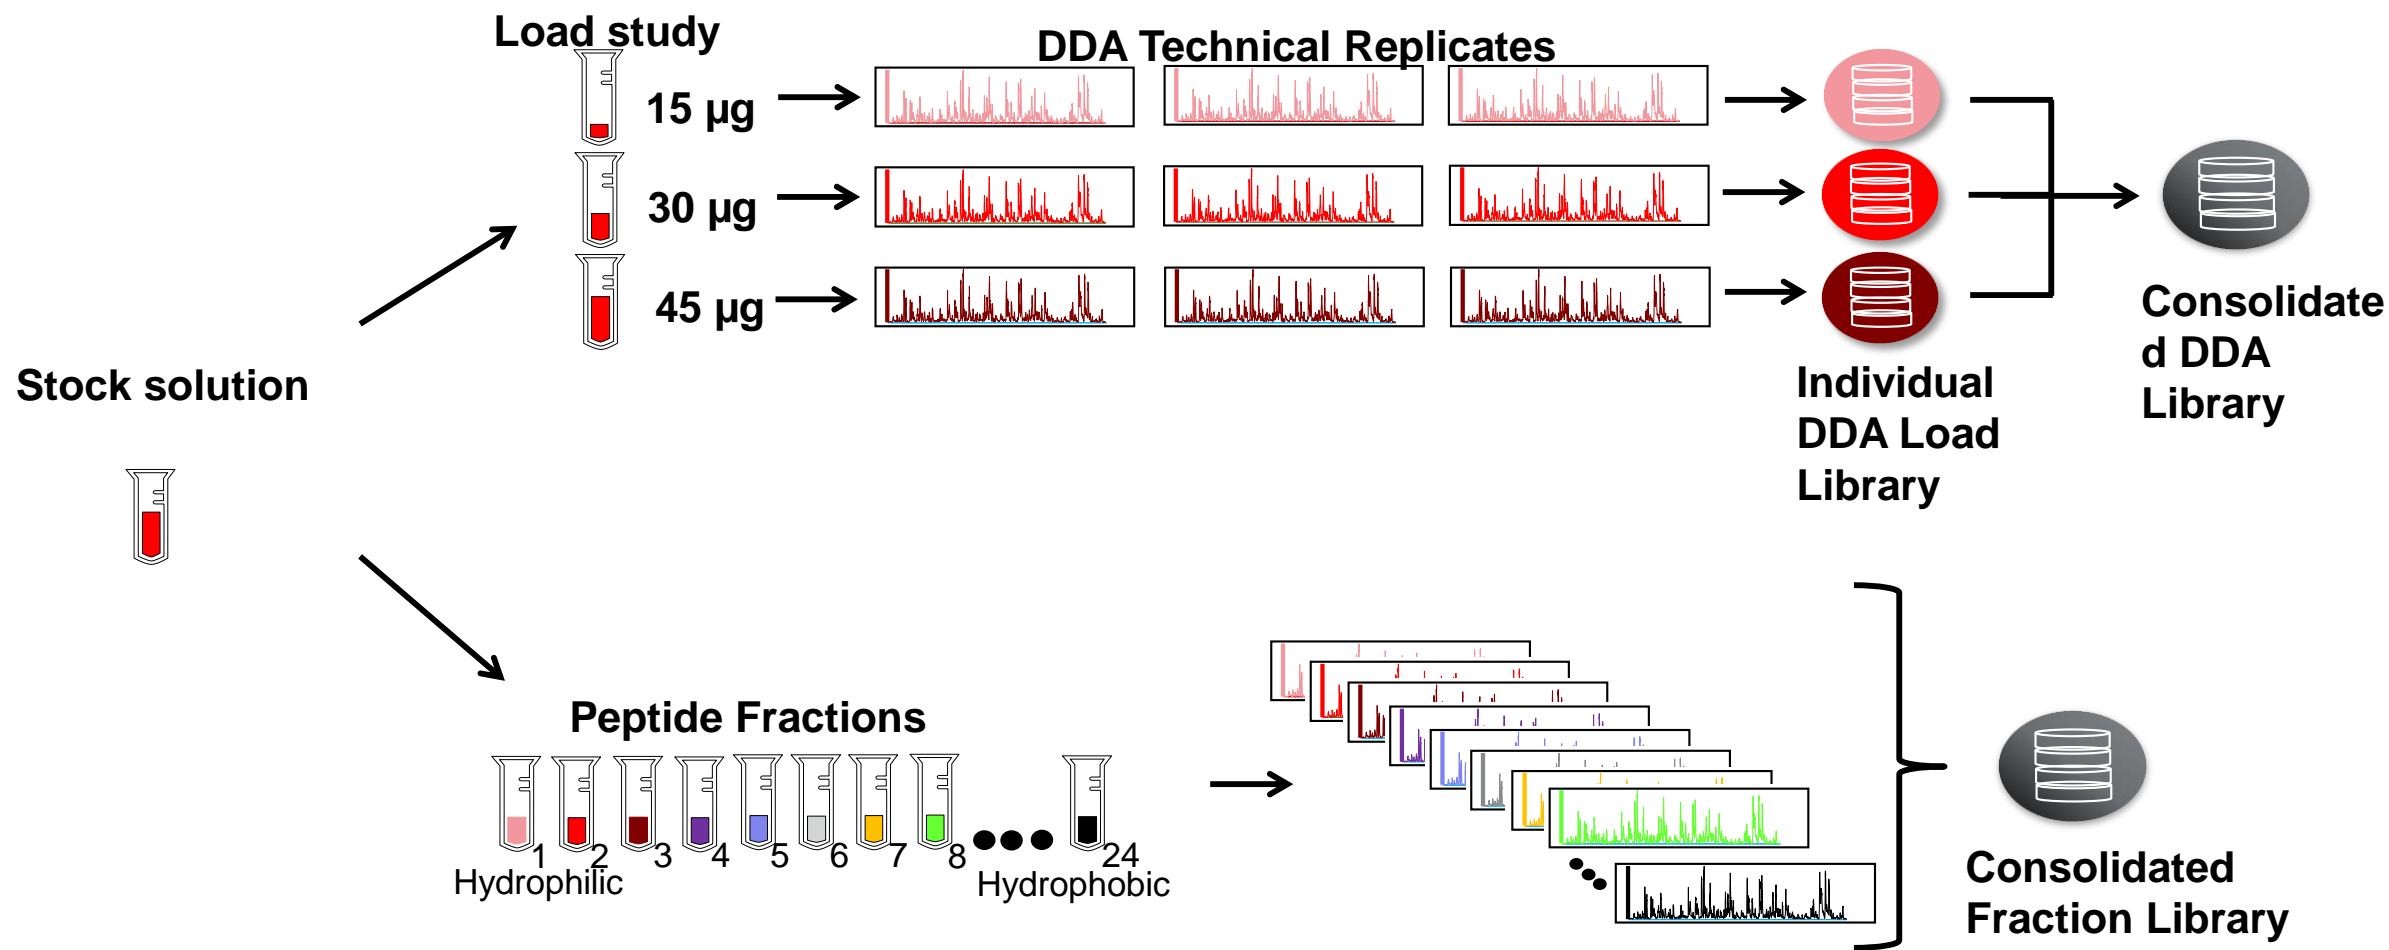 Load study
DDA Technical Replicates
15 µg
30 µg
45 µg
Stock solution
Individual
DDA Load
Library
Consolidate
d DDA
Library
Peptide Fractions
1 2 3 4 5 6 7 8 24
Hydrophilic
Hydrophobic
Consolidated
Fraction Library